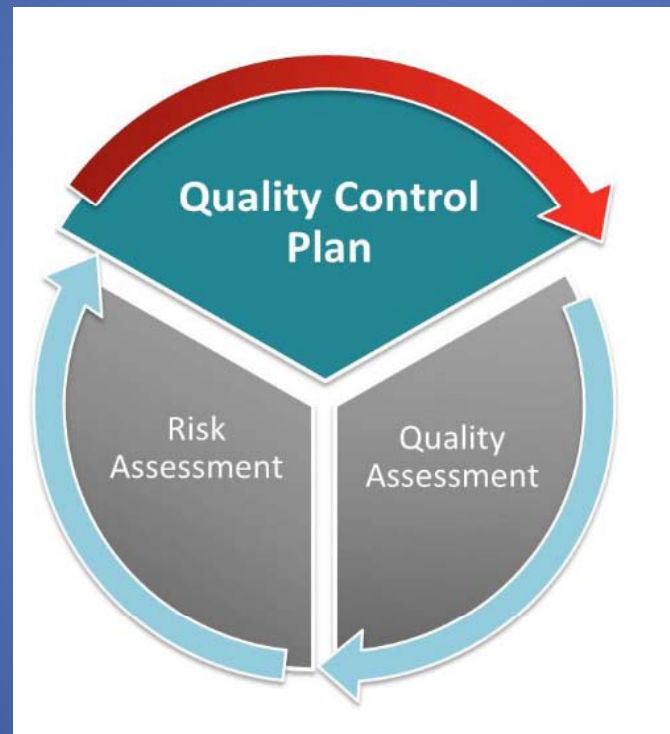 Quality Control
Plan
Risk
Assessment
Quality
Assessment